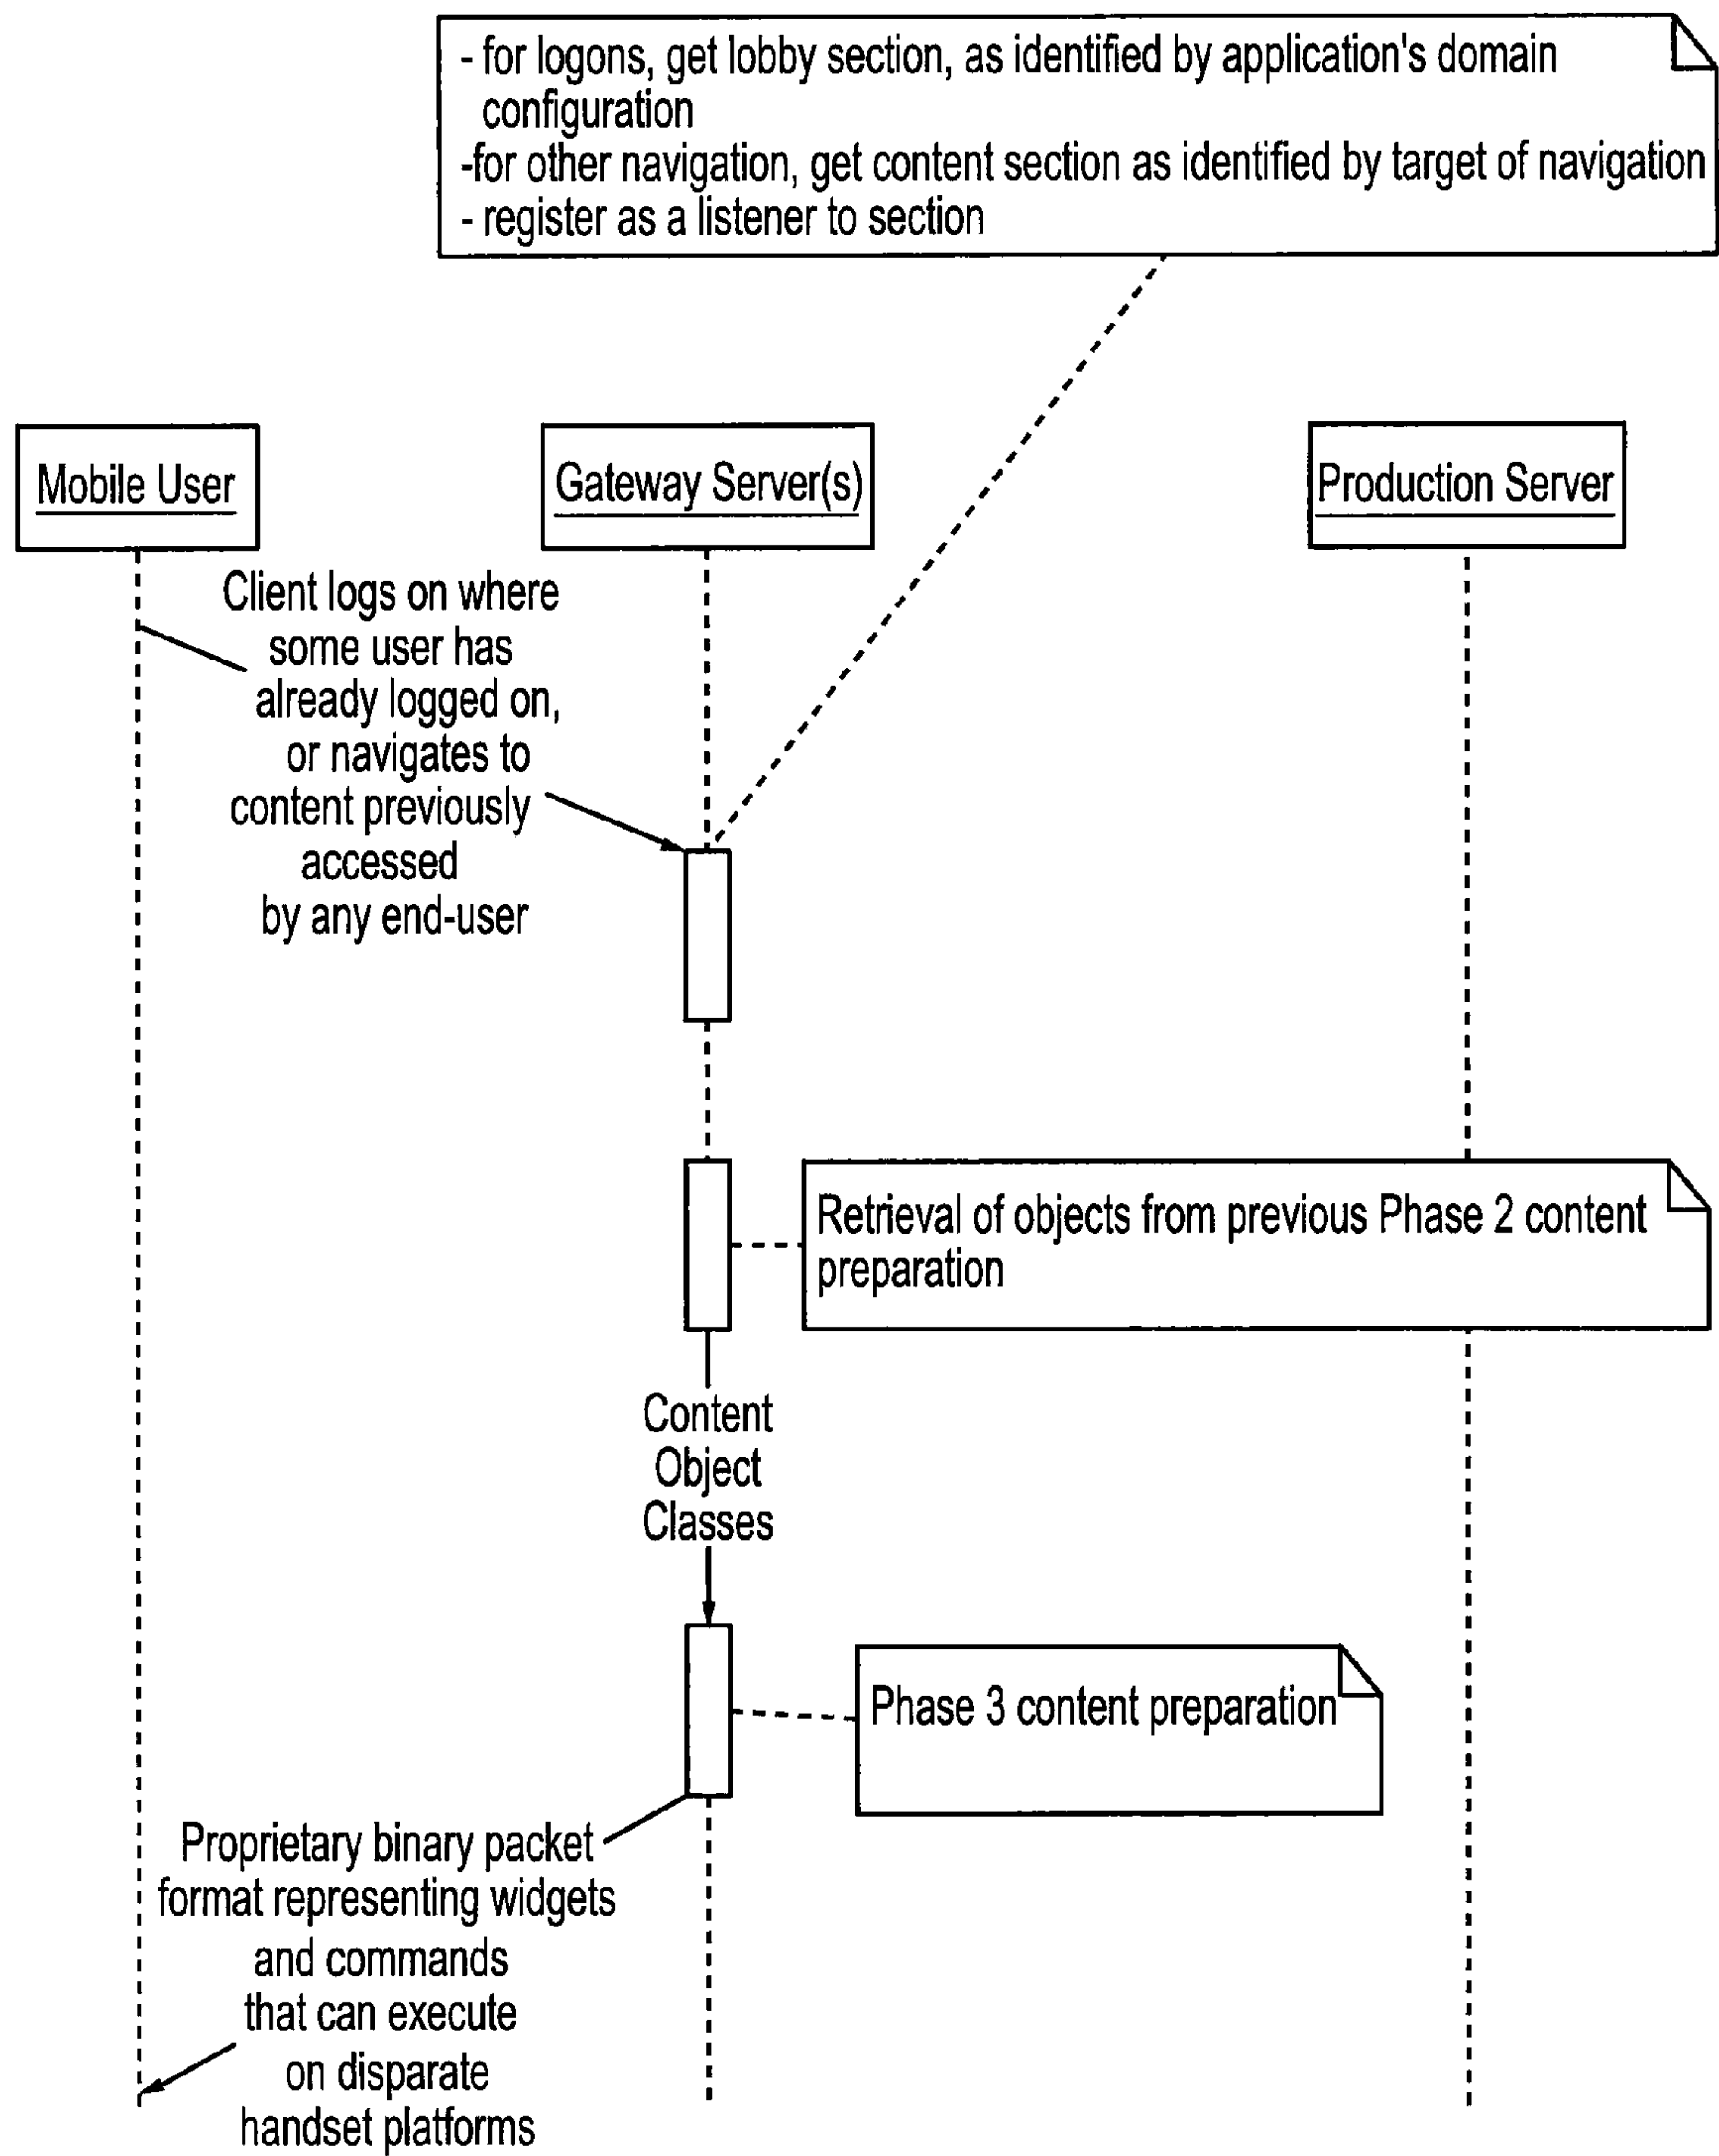 - for logons, get lobby section, as identified by application's domain
configuration
-for other navigation, get content section as identified by target of navigation
- register as a listener to section
Mobile User
Gateway Server(s)
Production Server
Client logs on where
some user has
already logged on,
or navigates to
content previously
accessed
by any end-user
Retrieval of objects from previous Phase 2 content
preparation
Content
Object
Classes
Phase 3 content preparation
Proprietary binary packet
format representing widgets
and commands
that can execute
on disparate
handset platforms